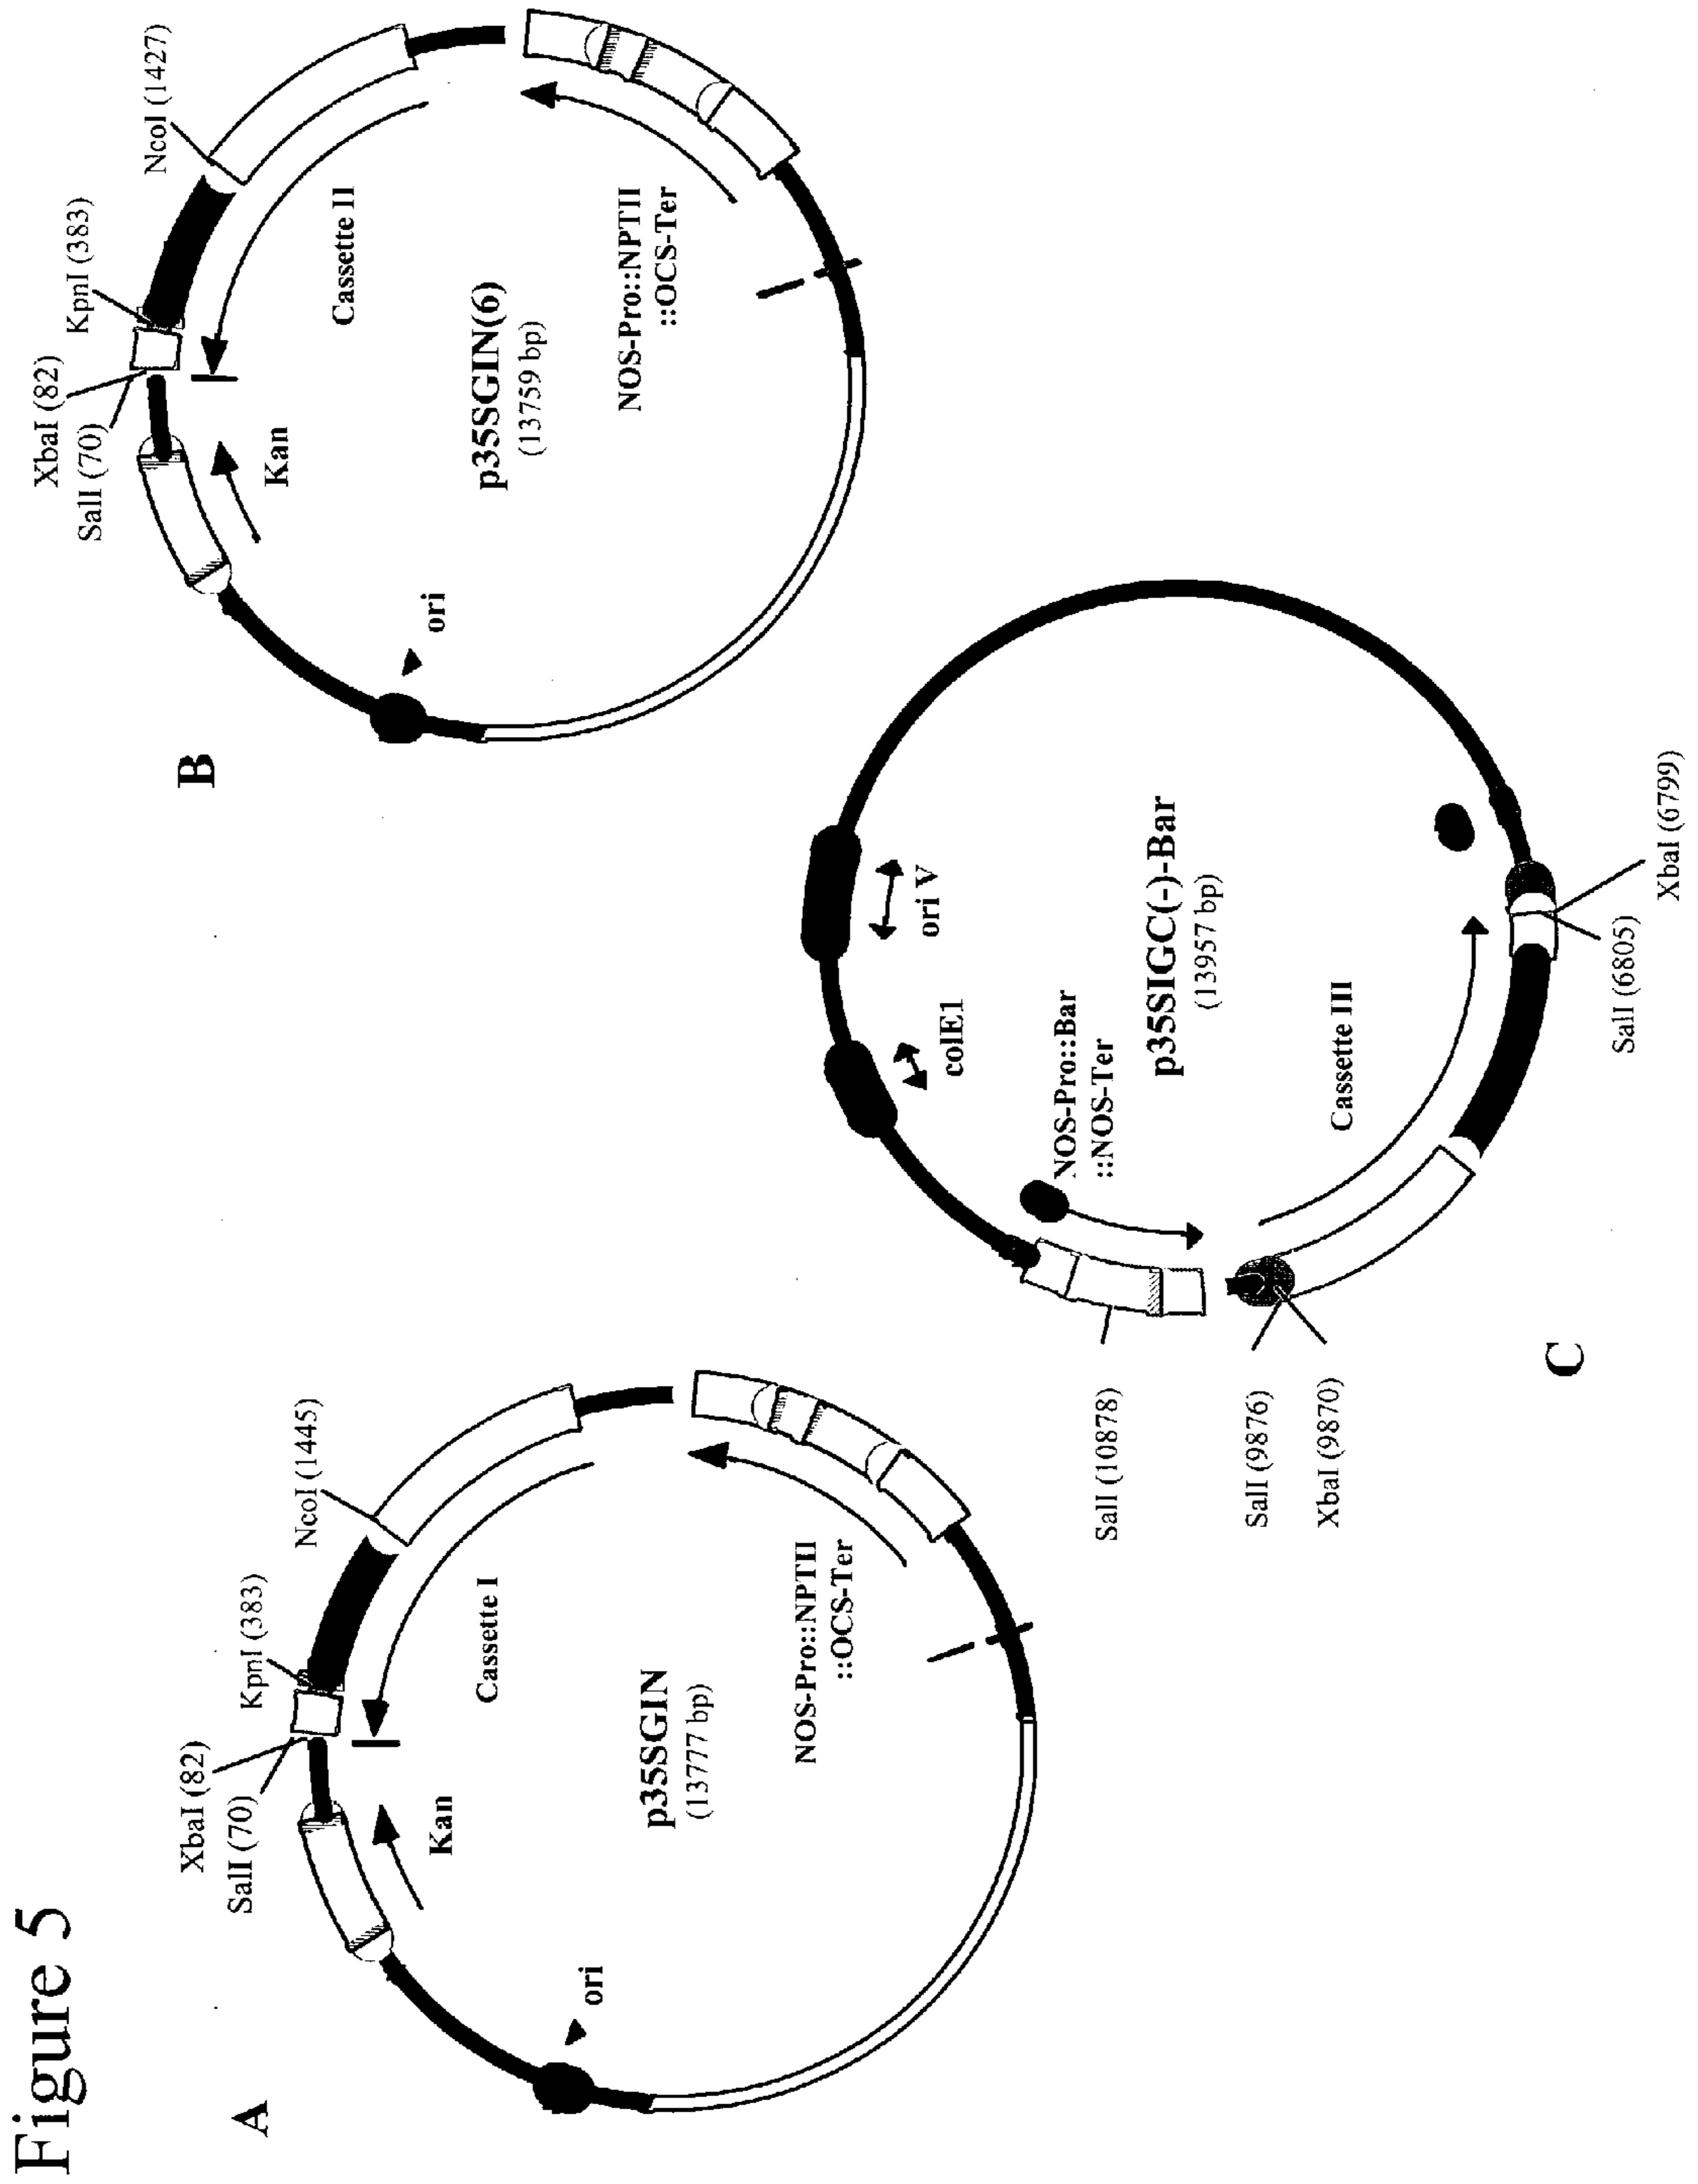 Figure 5
A
XbaI (82)
SalI (70)
KpnI (383)
NcoI (1445)
Kan
Cassette I
ori
p35SGIN
(13777 bp)
NOS-Pro::NPTII
::OCS-Ter
B
XbaI (82)
SalI (70)
KpnI (383)
NcoI (1427)
Kan
Cassette II
ori
p35SGIN(6)
(13759 bp)
NOS-Pro::NPTII
::OCS-Ter
C
colE1
ori V
NOS-Pro::Bar
::NOS-Ter
p35SIGC(-)-Bar
(13957 bp)
Cassette III
SalI (10878)
SalI (9876)
XbaI (9870)
SalI (6805)
XbaI (6799)